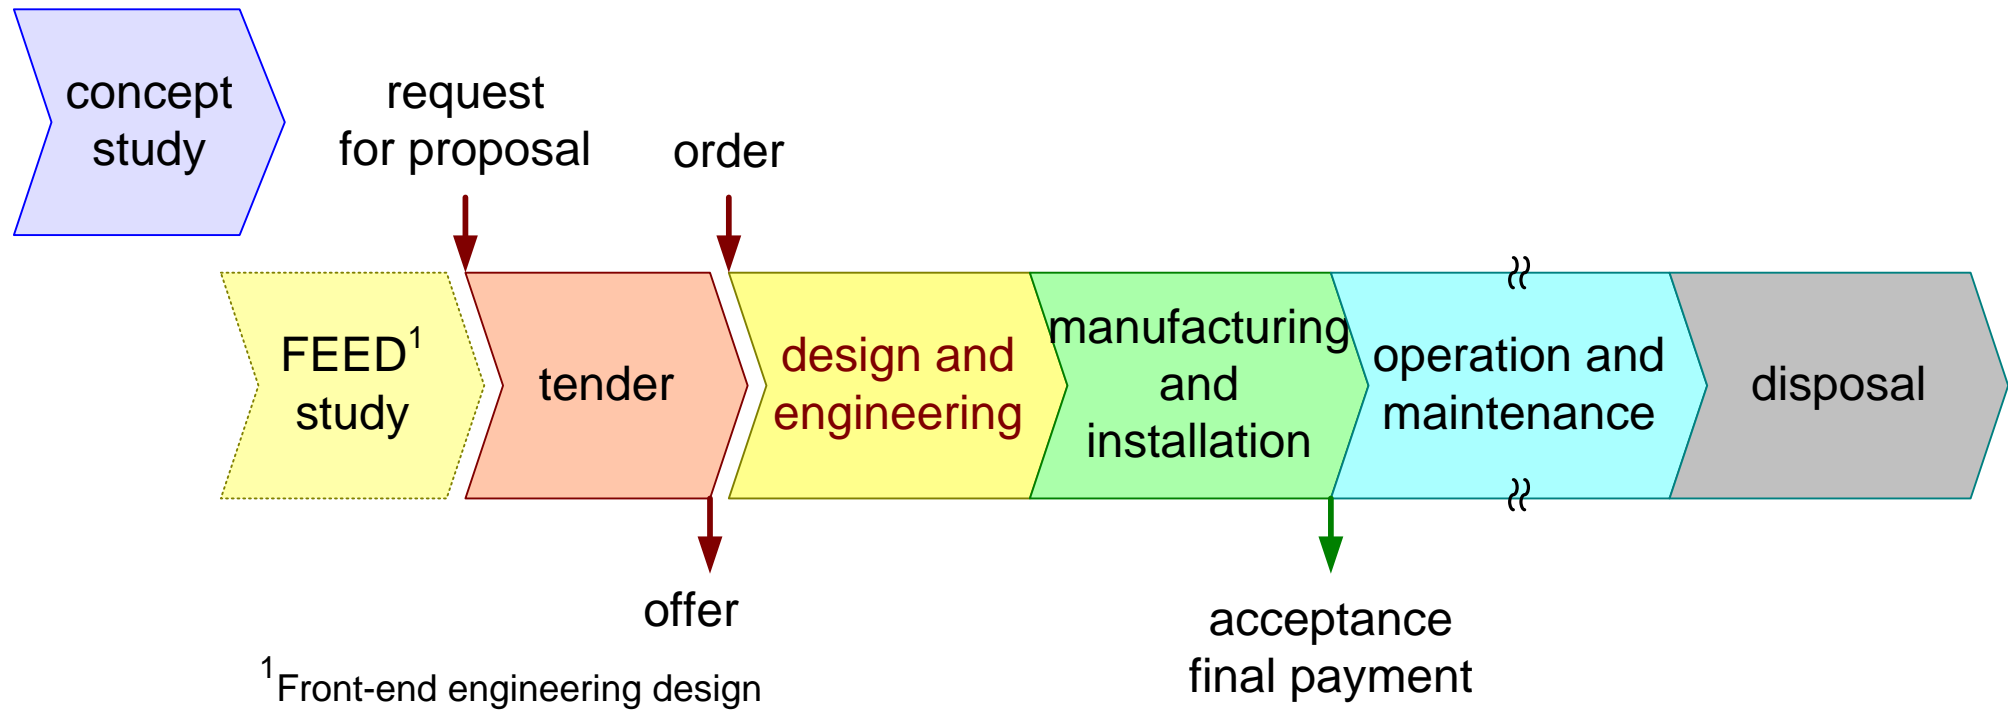 concept
study
request
for proposal
order
FEED¹
study
tender
design and
engineering
manufacturing
and
installation
operation and
maintenance
disposal
offer
acceptance
final payment
¹Front-end engineering design